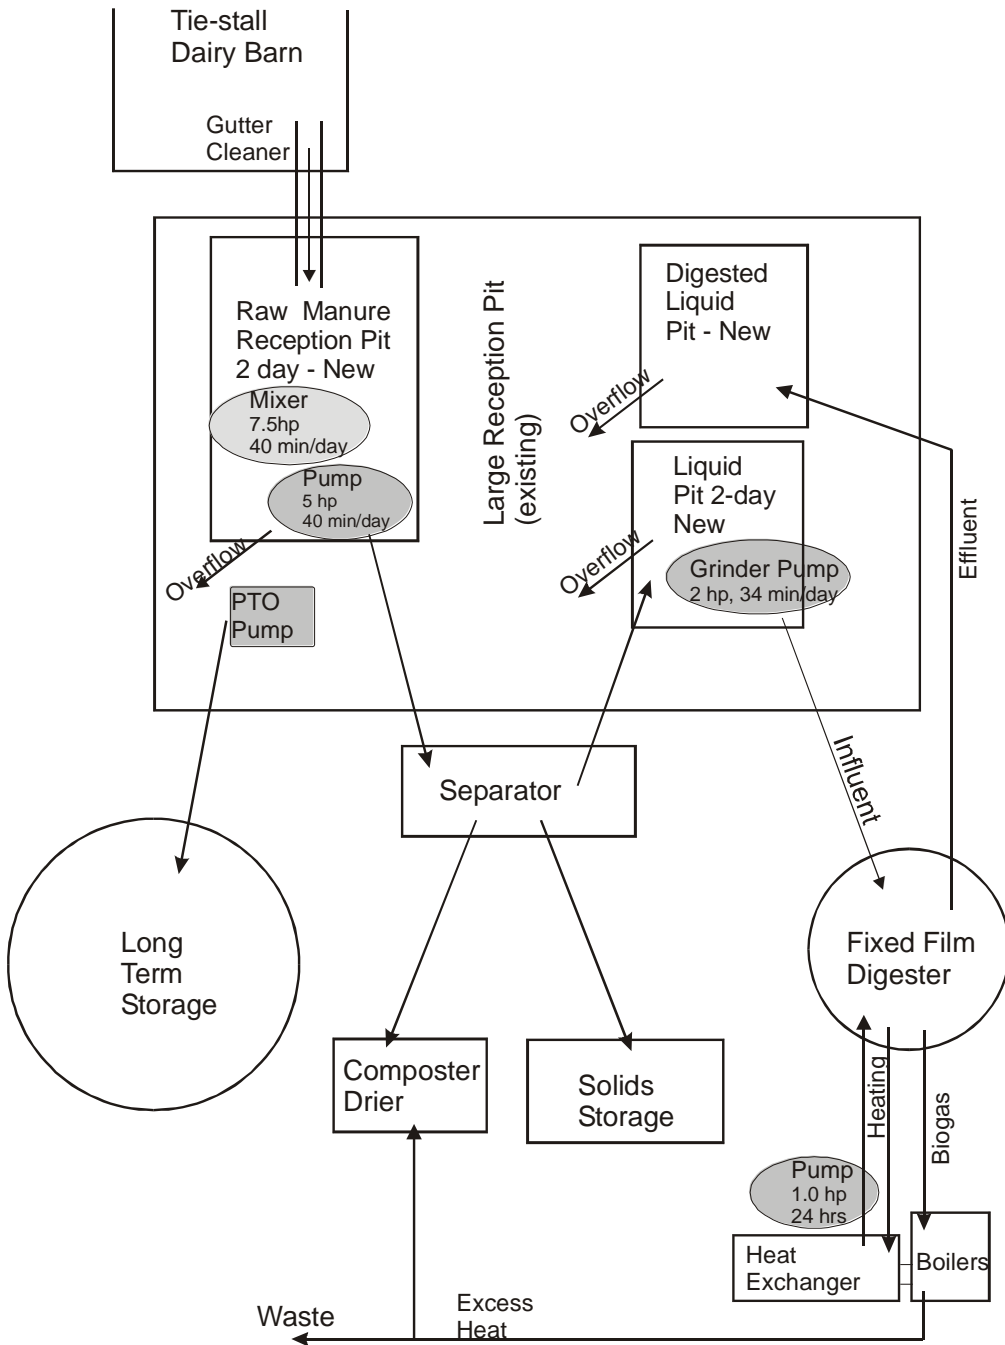 Tie-stall
Dairy Barn
Gutter
Cleaner
Raw Manure
Reception Pit
2 day - New
Mixer
7.5hp
40 min/day
Pump
5 hp
40 min/day
Overflow
PTO
Pump
Large Reception Pit
(existing)
Digested
Liquid
Pit - New
Overflow
Liquid
Pit 2-day
New
Overflow
Grinder Pump
2 hp, 34 min/day
Effluent
Influent
Separator
Long
Term
Storage
Fixed Film
Digester
Composter
Drier
Solids
Storage
Heating
Biogas
Pump
1.0 hp
24 hrs
Heat
Exchanger
Boilers
Waste
Excess
Heat